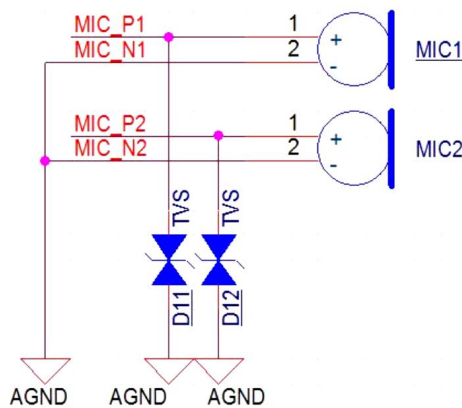 MIC_P1 1
MIC_N1 2
+
-
MIC1
MIC_P2 1
MIC_N2 2
+
-
MIC2
TVS TVS
D11 D12
AGND AGND AGND